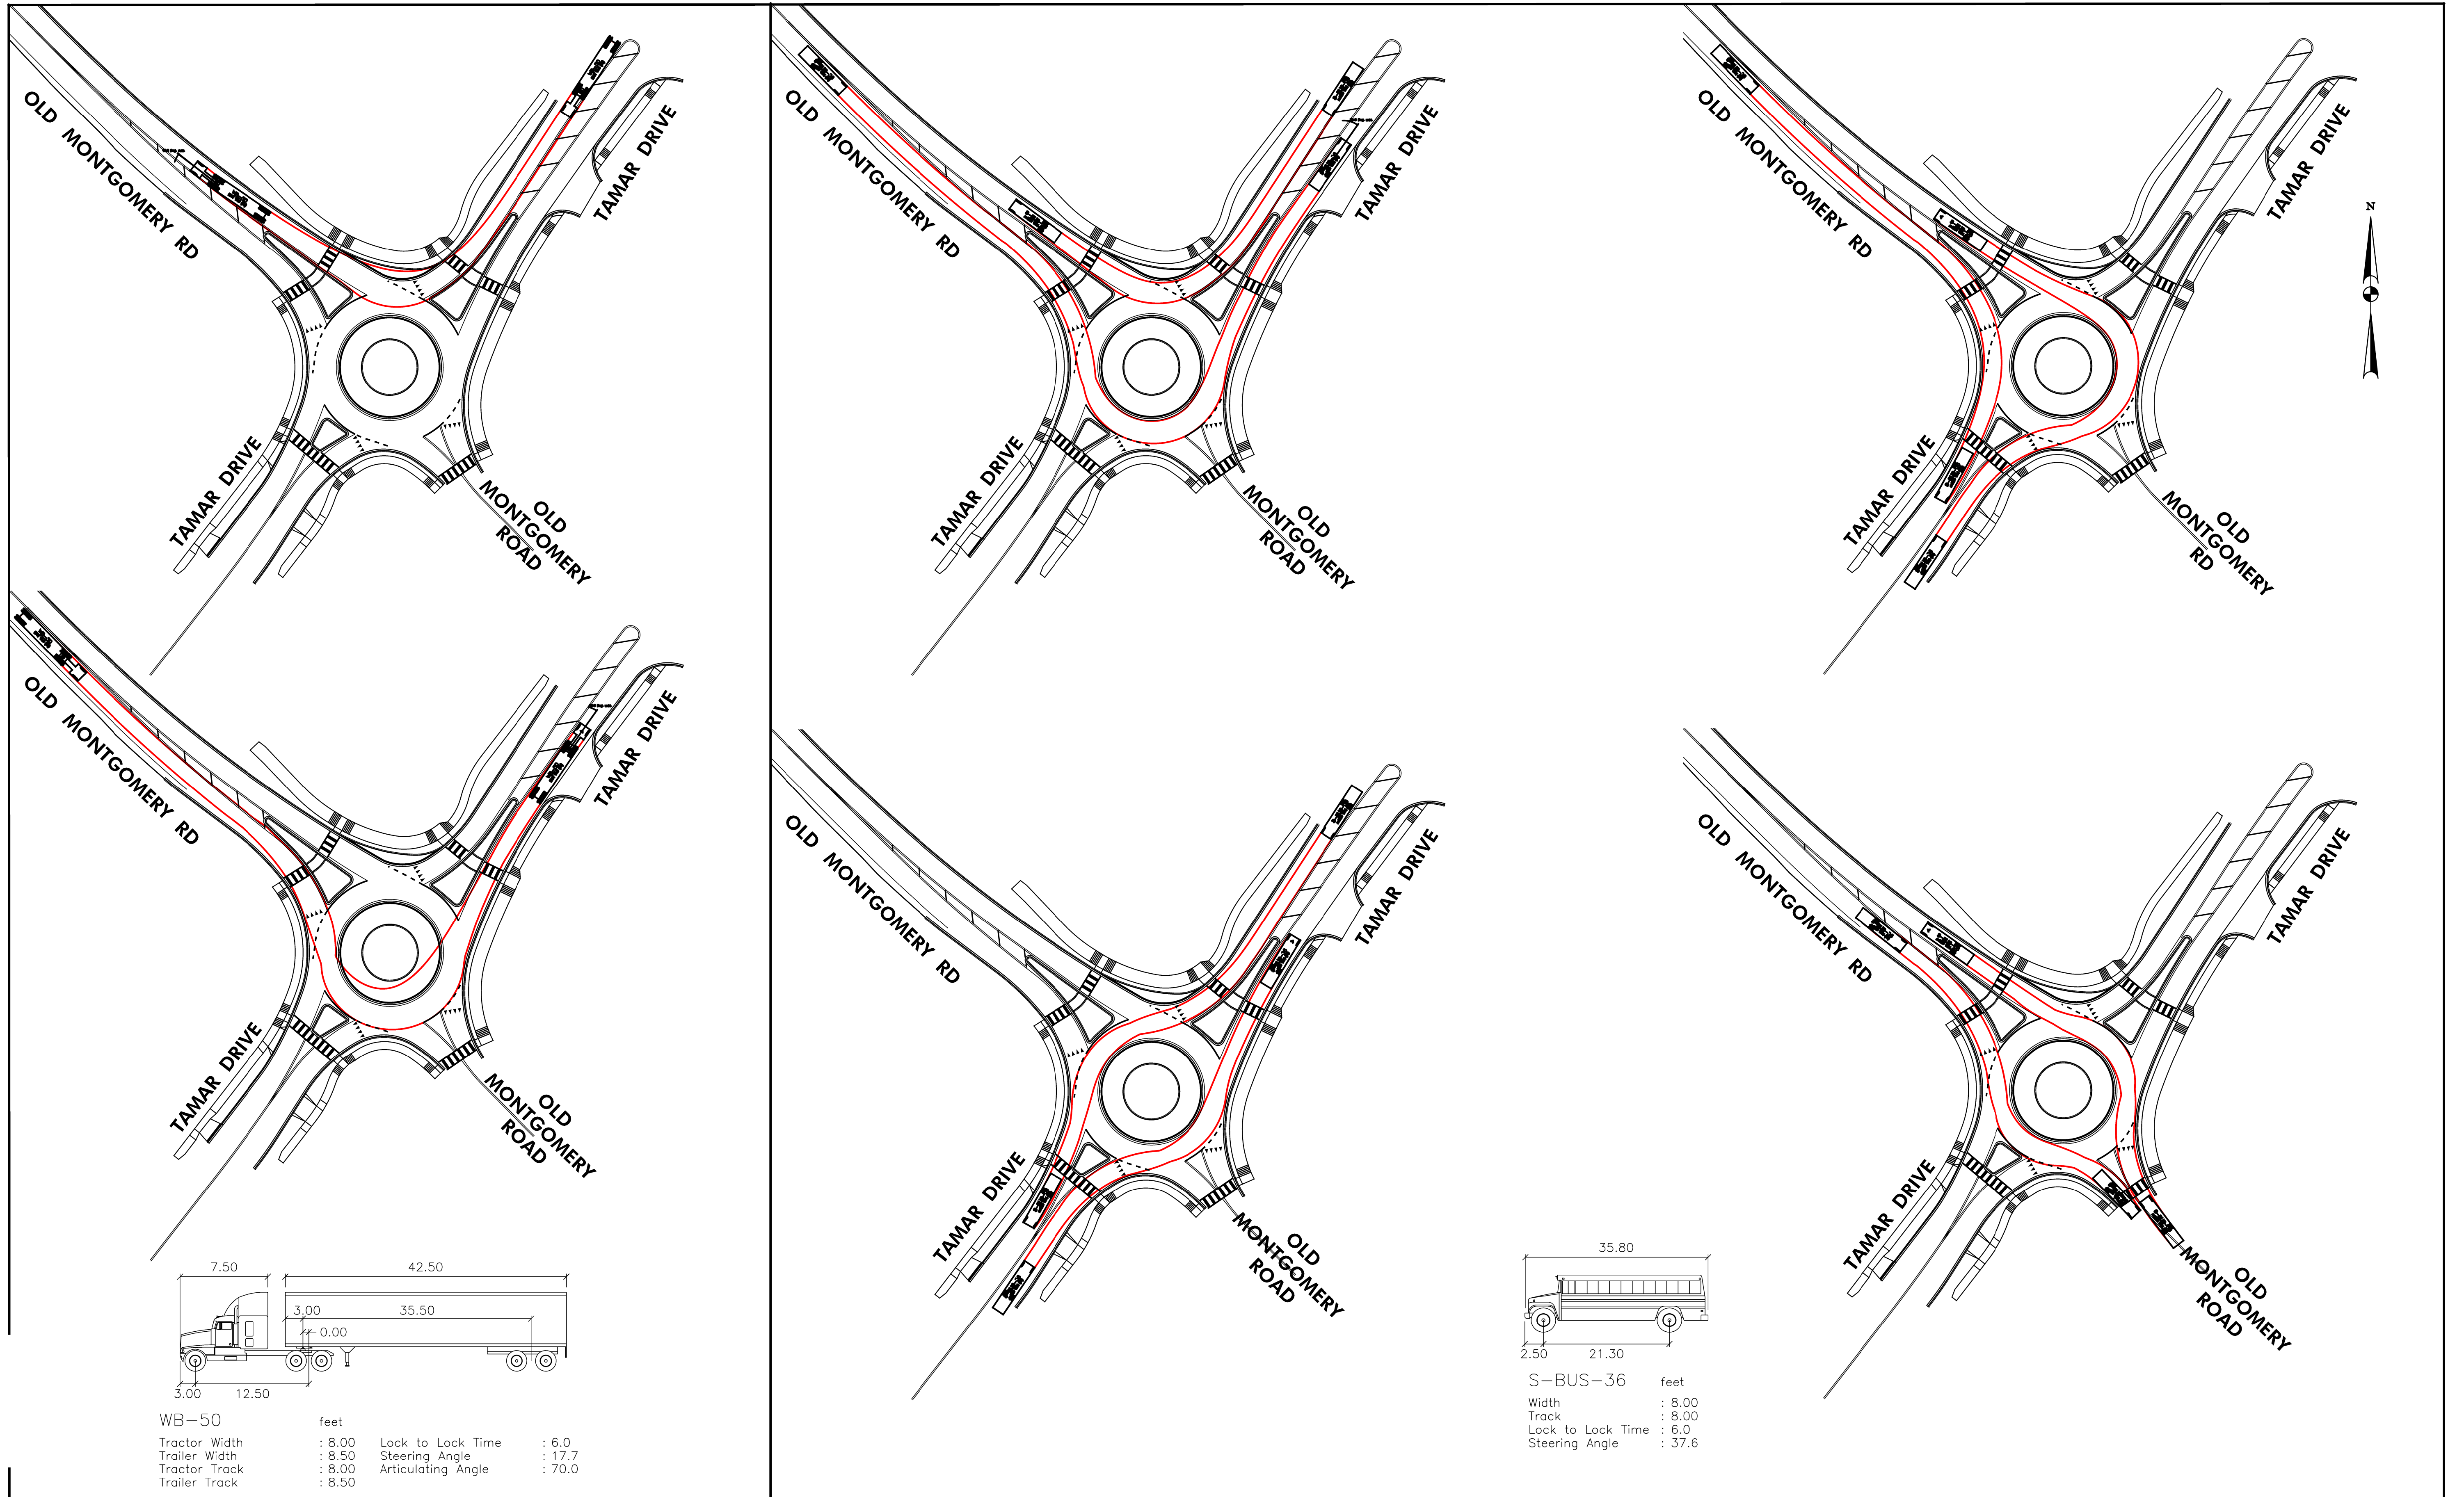 OLD MONTGOMERY RD
TAMAR DRIVE
TAMAR DRIVE
OLD
MONTGOMERY
ROAD
OLD MONTGOMERY RD
TAMAR DRIVE
TAMAR DRIVE
OLD
MONTGOMERY
ROAD
OLD MONTGOMERY RD
TAMAR DRIVE
TAMAR DRIVE
OLD
MONTGOMERY
RD
N
OLD MONTGOMERY RD
TAMAR DRIVE
TAMAR DRIVE
OLD
MONTGOMERY
ROAD
OLD MONTGOMERY RD
TAMAR DRIVE
TAMAR DRIVE
OLD
MONTGOMERY
ROAD
OLD MONTGOMERY RD
TAMAR DRIVE
TAMAR DRIVE
OLD
MONTGOMERY
ROAD
7.50 42.50
3.00 35.50
0.00
3.00 12.50
WB-50 feet
Tractor Width : 8.00 Lock to Lock Time : 6.0
Trailer Width : 8.50 Steering Angle : 17.7
Tractor Track : 8.00 Articulating Angle : 70.0
Trailer Track : 8.50
35.80
2.50 21.30
S-BUS-36 feet
Width : 8.00
Track : 8.00
Lock to Lock Time : 6.0
Steering Angle : 37.6